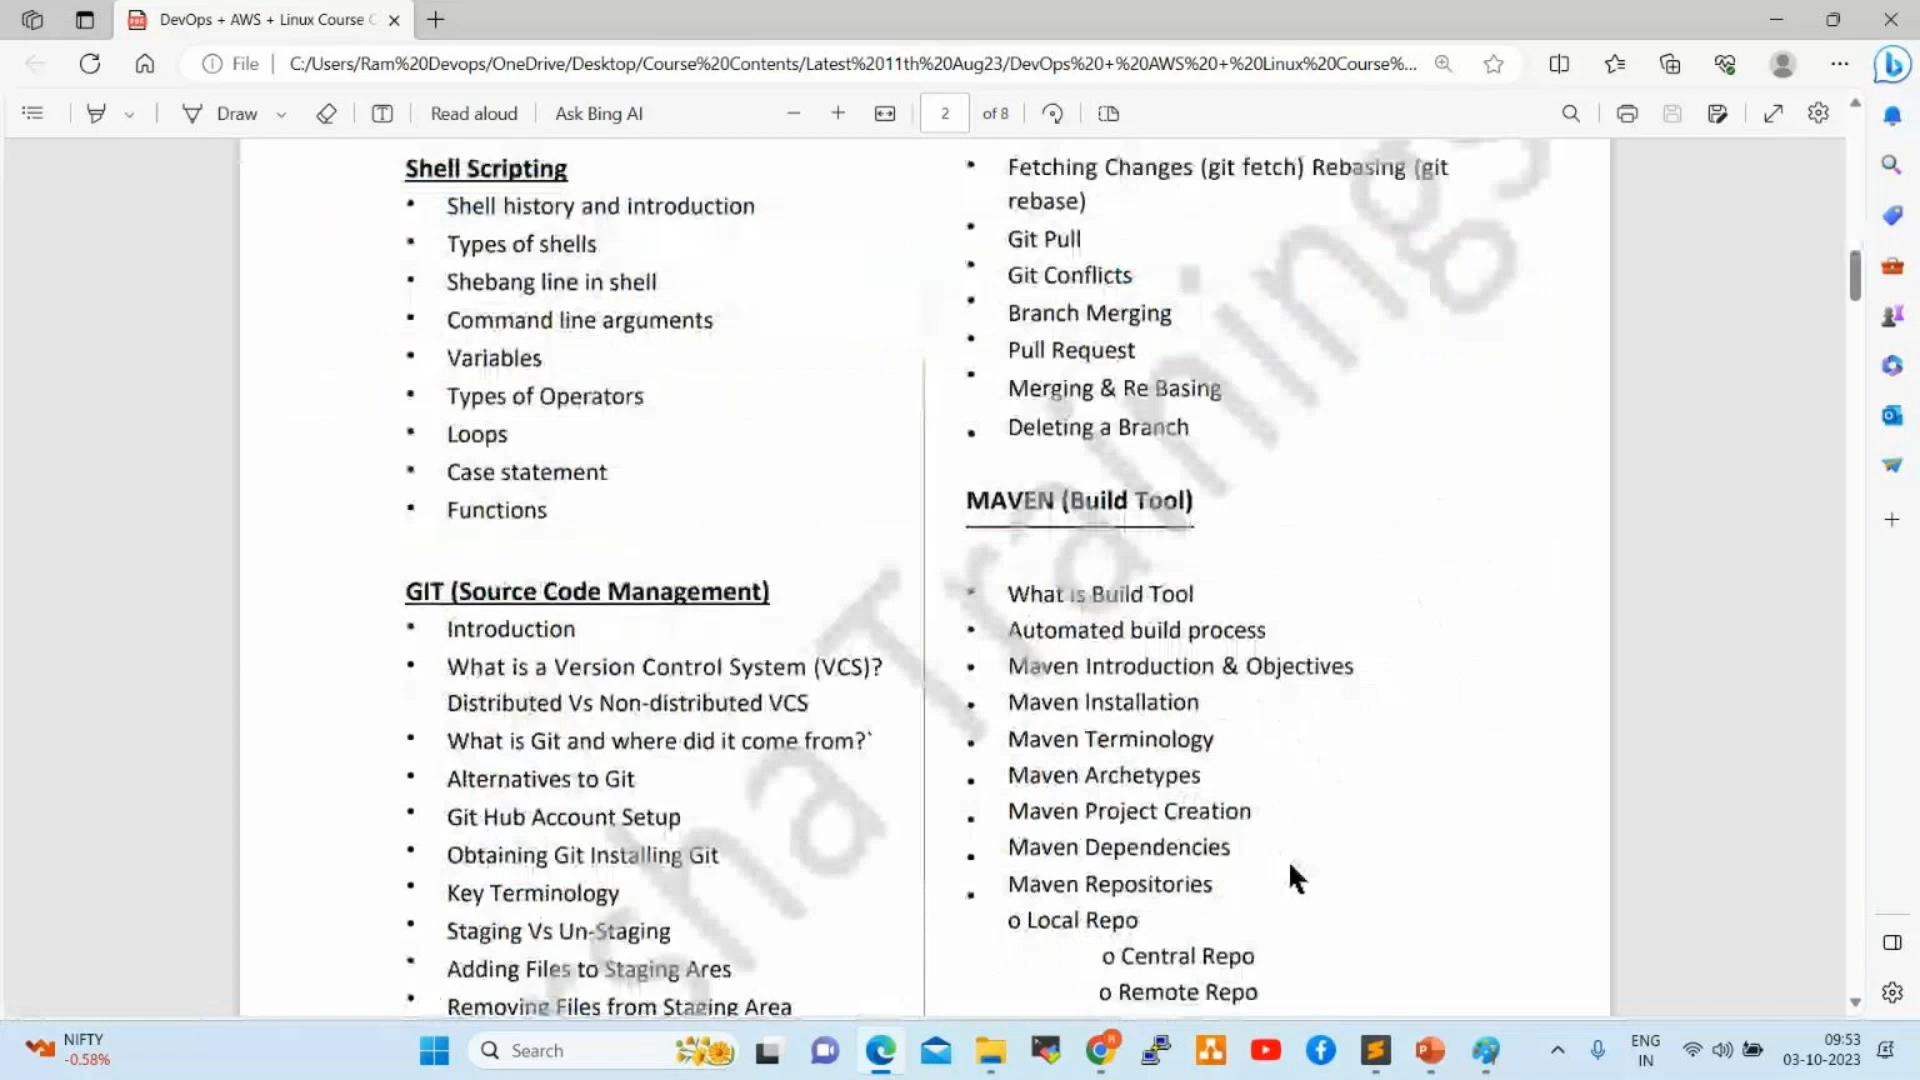 DevOps + AWS + Linux Course C
File
C:/Users/Ram%20Devops/OneDrive/Desktop/Course%20Contents/Latest%2011th%20Aug23/DevOps%20+%20AWS%20+%20Linux%20Course%...
Draw
Read aloud
Ask Bing AI
2
of 8
Shell Scripting
Shell history and introduction
Types of shells
Shebang line in shell
Command line arguments
Variables
Types of Operators
Loops
Case statement
Functions
GIT (Source Code Management)
Introduction
What is a Version Control System (VCS)?
Distributed Vs Non-distributed VCS
What is Git and where did it come from?`
Alternatives to Git
Git Hub Account Setup
Obtaining Git Installing Git
Key Terminology
Staging Vs Un-Staging
Adding Files to Staging Ares
Removing Files from Staging Area
Fetching Changes (git fetch) Rebasing (git
rebase)
Git Pull
Git Conflicts
Branch Merging
Pull Request
Merging & Re Basing
Deleting a Branch
MAVEN (Build Tool)
What is Build Tool
Automated build process
Maven Introduction & Objectives
Maven Installation
Maven Terminology
Maven Archetypes
Maven Project Creation
Maven Dependencies
Maven Repositories
o Local Repo
o Central Repo
o Remote Repo
sha Trainings
NIFTY
-0.58%
Search
ENG
IN
09:53
03-10-2023